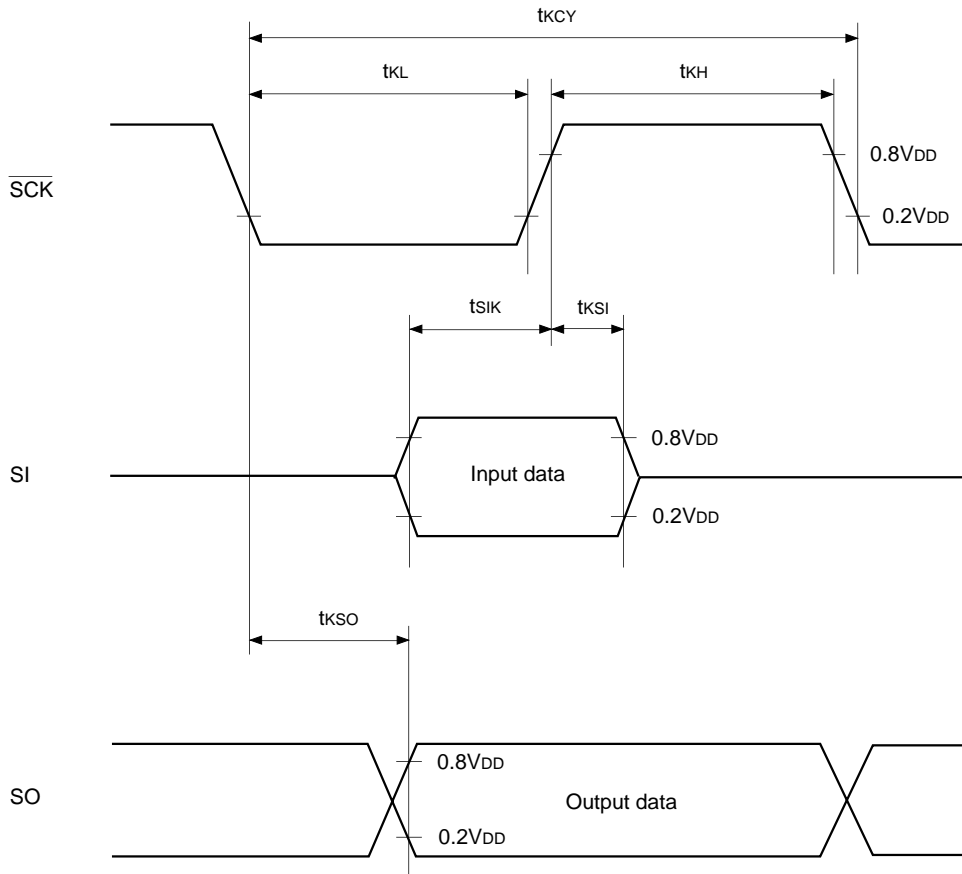 tKCY
tKL tKH
0.8VDD
SCK
0.2VDD
tSIK tKSI
0.8VDD
SI Input data
0.2VDD
tKSO
0.8VDD
SO Output data
0.2VDD